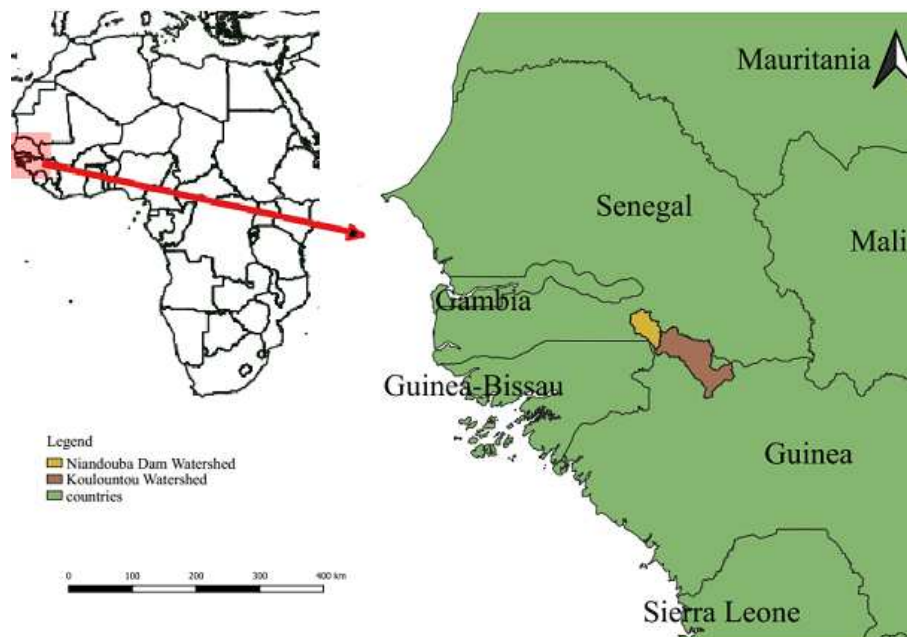 Mauritania
Senegal
Mali
Gambia
Guinea-Bissau
Guinea
Sierra Leone
Legend
Niandouba Dam Watershed
Koulountou Watershed
countries
0 100 200 300 400 km